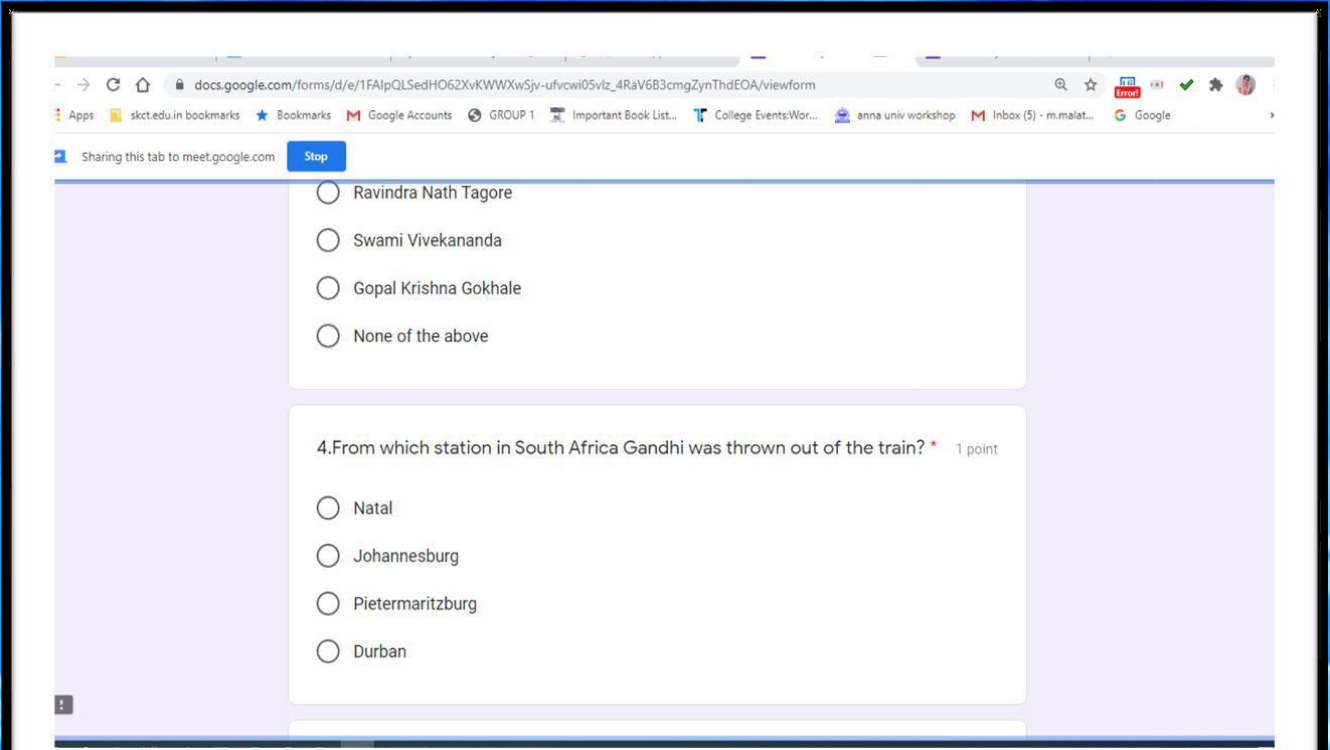 docs.google.com/forms/d/e/1FAIpQLSedHO62XvKWWXwSjv-ufvcwi05vIz_4RaV6B3cmgZynThdEOA/viewform
Error!
Apps skct.edu.in bookmarks Bookmarks Google Accounts GROUP 1 Important Book List... College Events:Wor... anna univ workshop Inbox (5) - m.malat... Google
Sharing this tab to meet.google.com Stop
Ravindra Nath Tagore
Swami Vivekananda
Gopal Krishna Gokhale
None of the above
4.From which station in South Africa Gandhi was thrown out of the train? * 1 point
Natal
Johannesburg
Pietermaritzburg
Durban